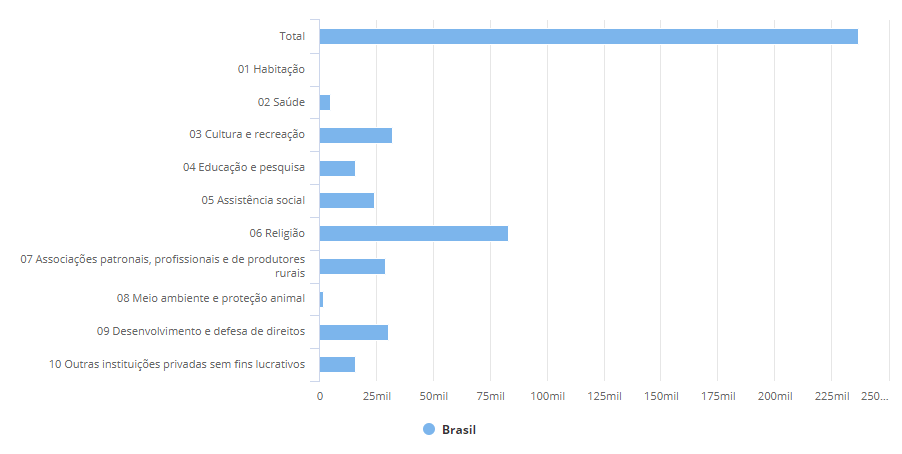 Total
01 Habitação
02 Saúde
03 Cultura e recreação
04 Educação e pesquisa
05 Assistência social
06 Religião
07 Associações patronais, profissionais e de produtores
rurais
08 Meio ambiente e proteção animal
09 Desenvolvimento e defesa de direitos
10 Outras instituições privadas sem fins lucrativos
0 25mil 50mil 75mil 100mil 125mil 150mil 175mil 200mil 225mil 250...
Brasil